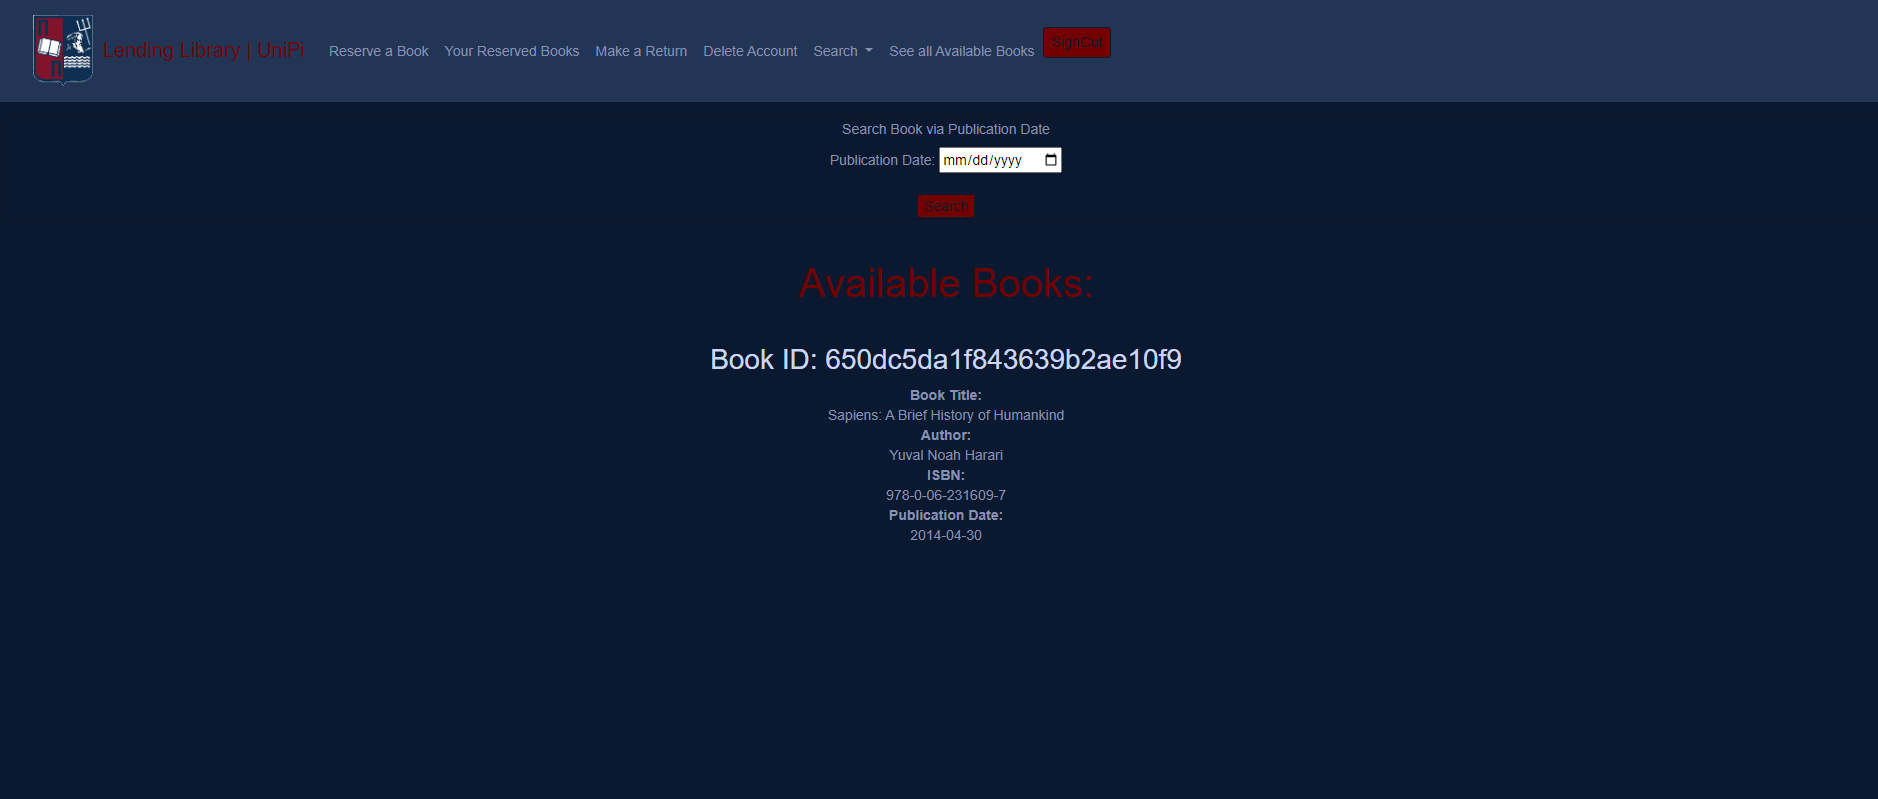 Lending Library | UniPi
Reserve a Book
Your Reserved Books
Make a Return
Delete Account
Search
See all Available Books
SignOut
Search Book via Publication Date
Publication Date: mm/dd/yyyy
Search
Available Books:
Book ID: 650dc5da1f843639b2ae10f9
Book Title:
Sapiens: A Brief History of Humankind
Author:
Yuval Noah Harari
ISBN:
978-0-06-231609-7
Publication Date:
2014-04-30